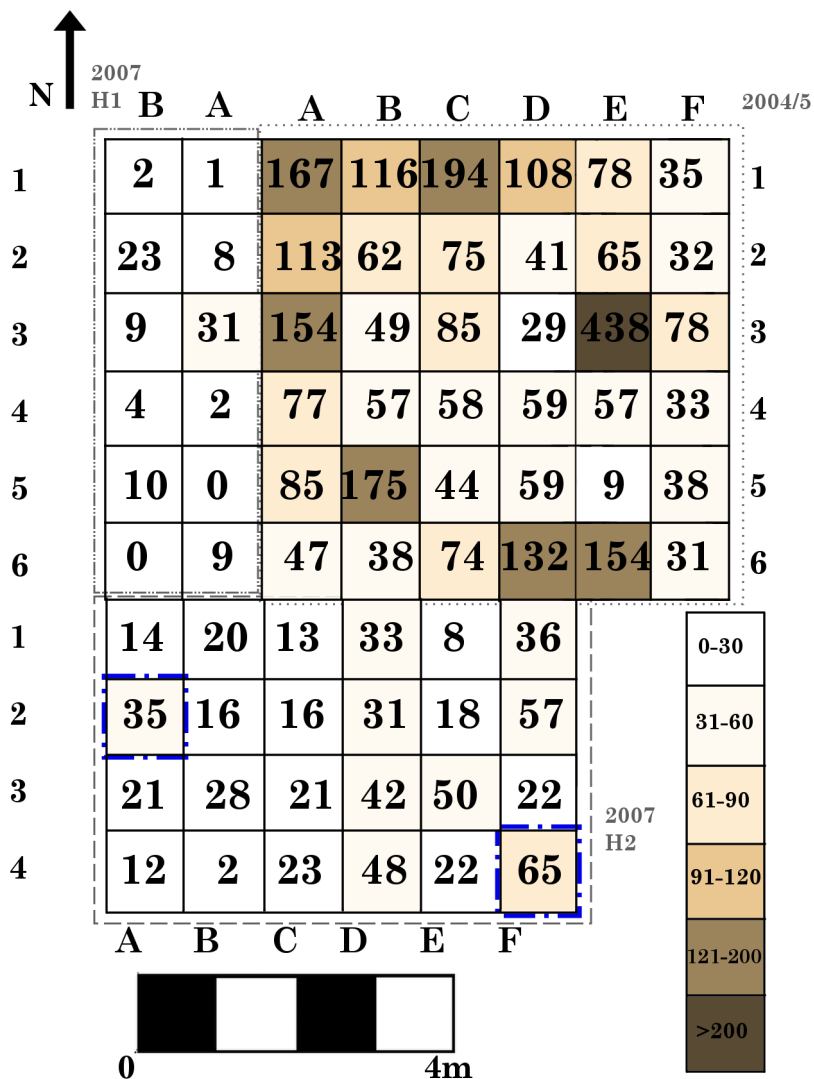 2007
H1
N B A A B C D E F 2004/5
1 2 1 167 116 194 108 78 35 1
2 23 8 113 62 75 41 65 32 2
3 9 31 154 49 85 29 438 78 3
4 4 2 77 57 58 59 57 33 4
5 10 0 85 175 44 59 9 38 5
6 0 9 47 38 74 132 154 31 6
1 14 20 13 33 8 36
2 35 16 16 31 18 57
3 21 28 21 42 50 22
4 12 2 23 48 22 65
A B C D E F
2007
H2
0-30
31-60
61-90
91-120
121-200
>200
0 4m